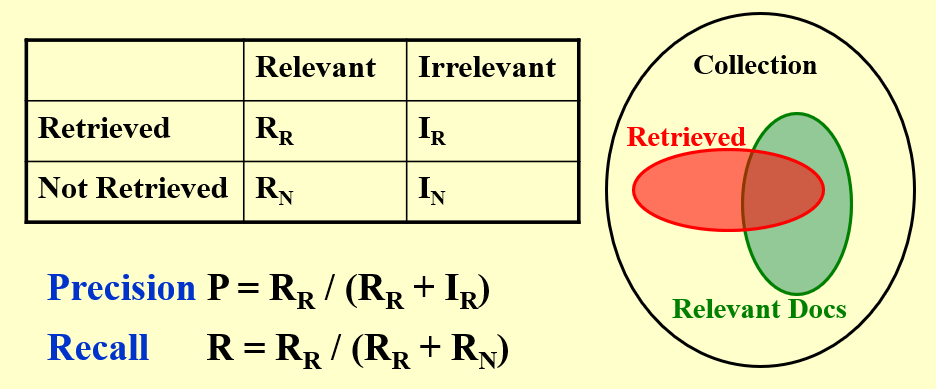 Relevant Irrelevant
Retrieved R_R I_R
Not Retrieved R_N I_N
Precision P = R_R / (R_R + I_R)
Recall R = R_R / (R_R + R_N)
Collection
Retrieved
Relevant Docs